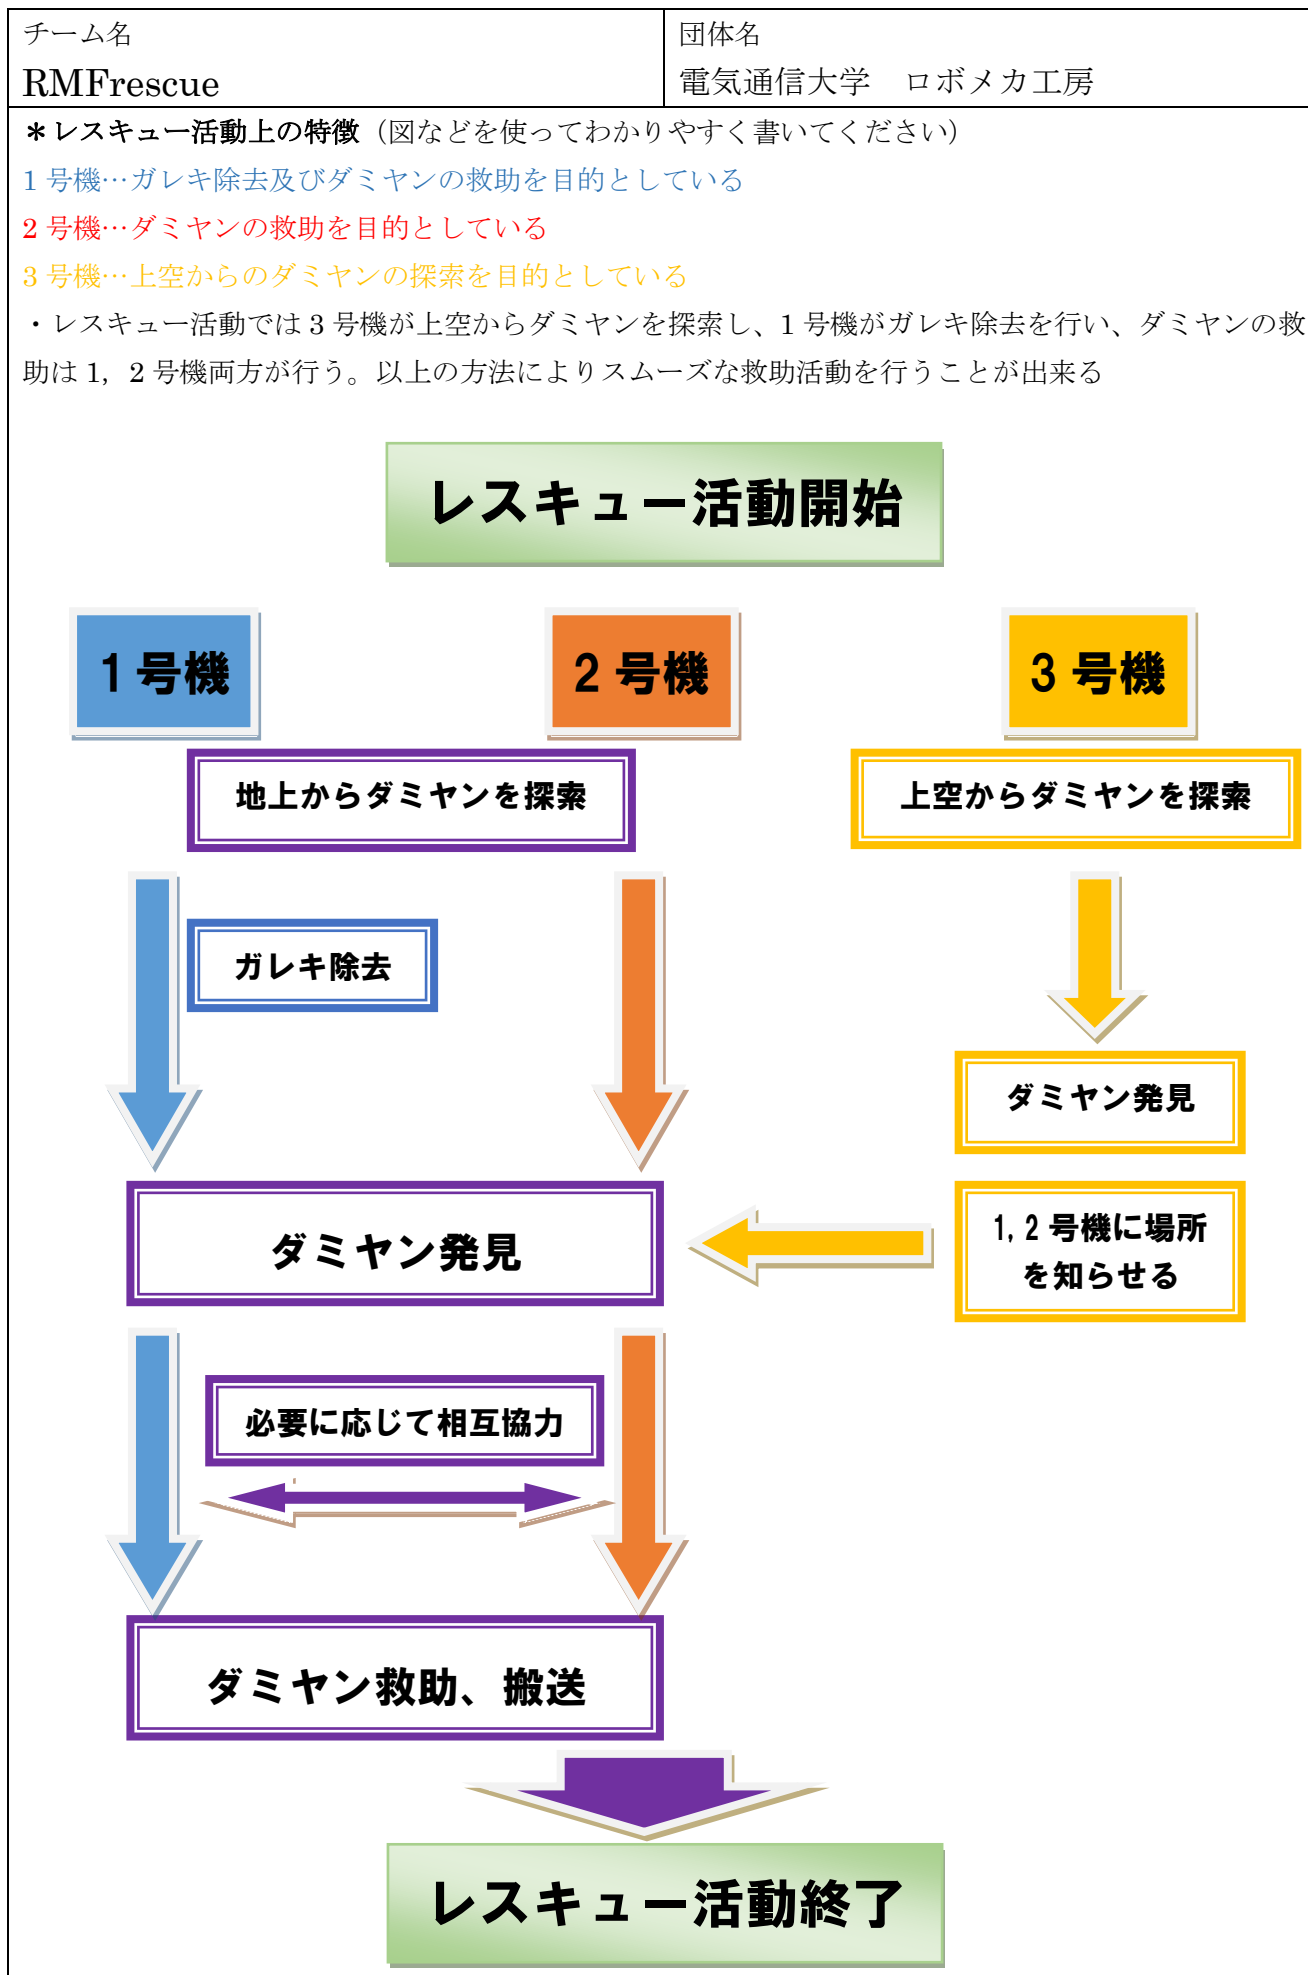 チーム名
RMFrescue
団体名
電気通信大学　ロボメカ工房
＊レスキュー活動上の特徴（図などを使ってわかりやすく書いてください）
1 号機…ガレキ除去及びダミヤンの救助を目的としている
2 号機…ダミヤンの救助を目的としている
3 号機…上空からのダミヤンの探索を目的としている
・レスキュー活動では 3 号機が上空からダミヤンを探索し、1 号機がガレキ除去を行い、ダミヤンの救
助は 1，2 号機両方が行う。以上の方法によりスムーズな救助活動を行うことが出来る
レスキュー活動開始
1 号機
2 号機
3 号機
地上からダミヤンを探索
上空からダミヤンを探索
ガレキ除去
ダミヤン発見
ダミヤン発見
1, 2 号機に場所
を知らせる
必要に応じて相互協力
ダミヤン救助、搬送
レスキュー活動終了